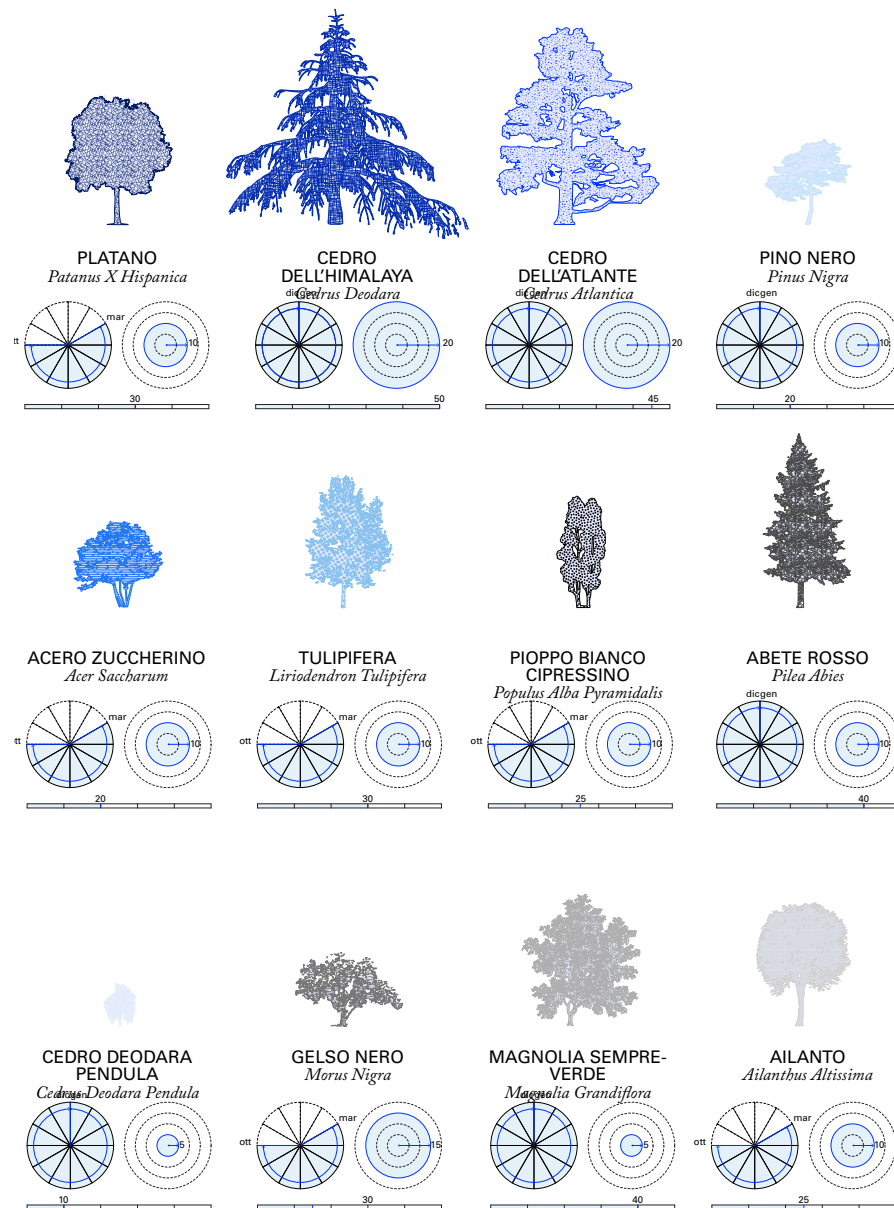 PLATANO
Patanus X Hispanica
mar
tt
10
30
CEDRO
DELL'HIMALAYA
Cedrus Deodara
dicgen
20
50
CEDRO
DELL'ATLANTE
Cedrus Atlantica
dicgen
20
45
PINO NERO
Pinus Nigra
dicgen
10
20
ACERO ZUCCHERINO
Acer Saccharum
mar
tt
10
20
TULIPIFERA
Liriodendron Tulipifera
mar
ott
10
30
PIOPPO BIANCO
CIPRESSINO
Populus Alba Pyramidalis
mar
ott
10
25
ABETE ROSSO
Pilea Abies
dicgen
10
40
CEDRO DEODARA
PENDULA
Cedrus Deodara Pendula
dicgen
5
10
GELSO NERO
Morus Nigra
mar
ott
15
30
MAGNOLIA SEMPRE-
VERDE
Magnolia Grandiflora
dicgen
5
40
AILANTO
Ailanthus Altissima
mar
ott
10
25